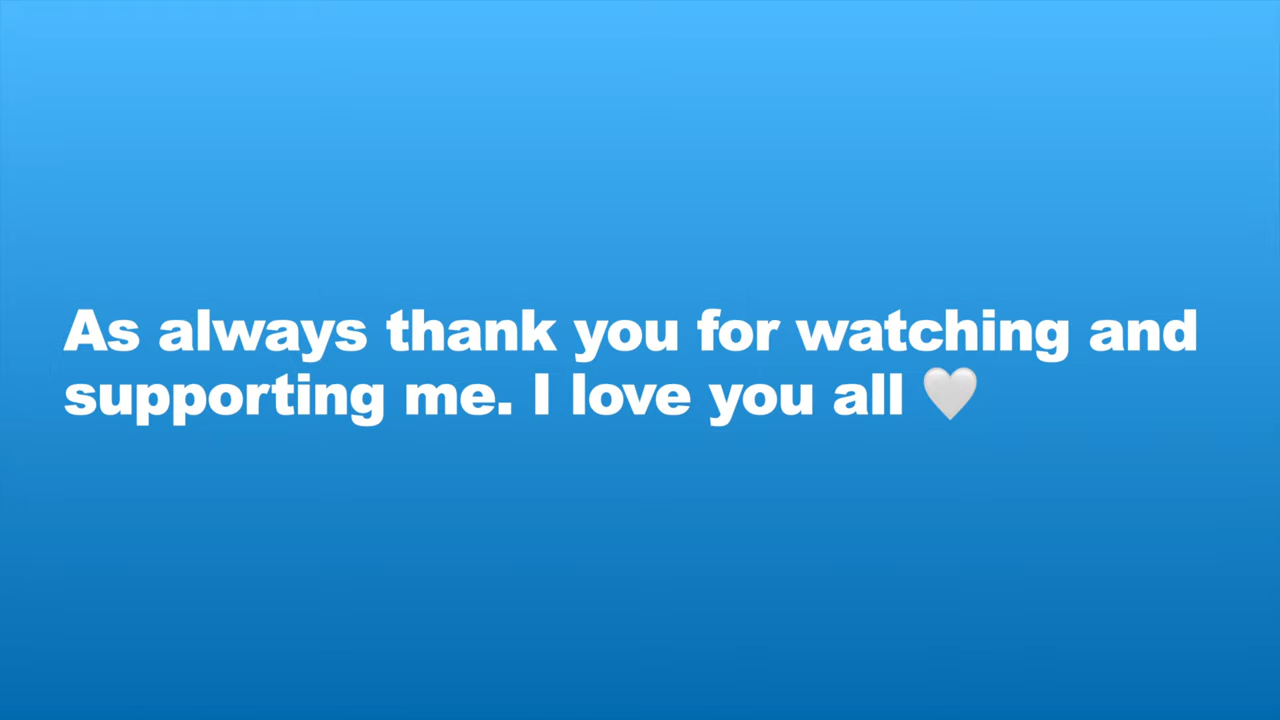 As always thank you for watching and
supporting me. I love you all 🤍